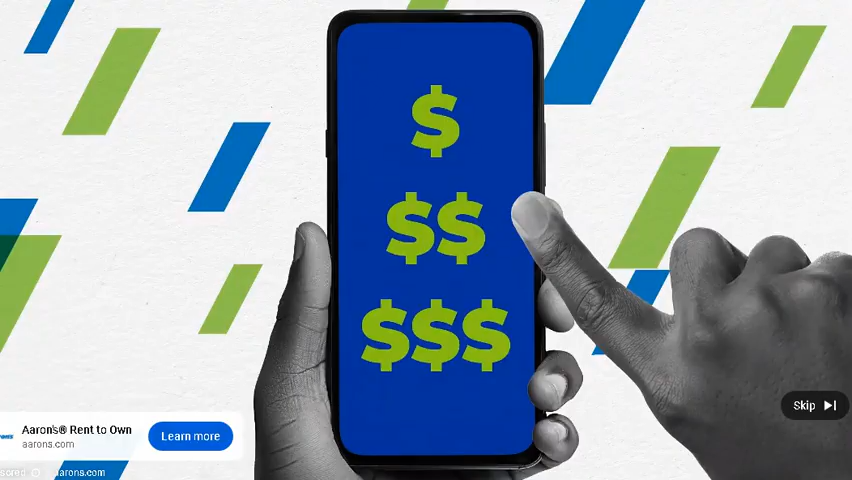 $
$$
$$$
Skip
Aaron's® Rent to Own
aarons.com
Learn more
aarons.com